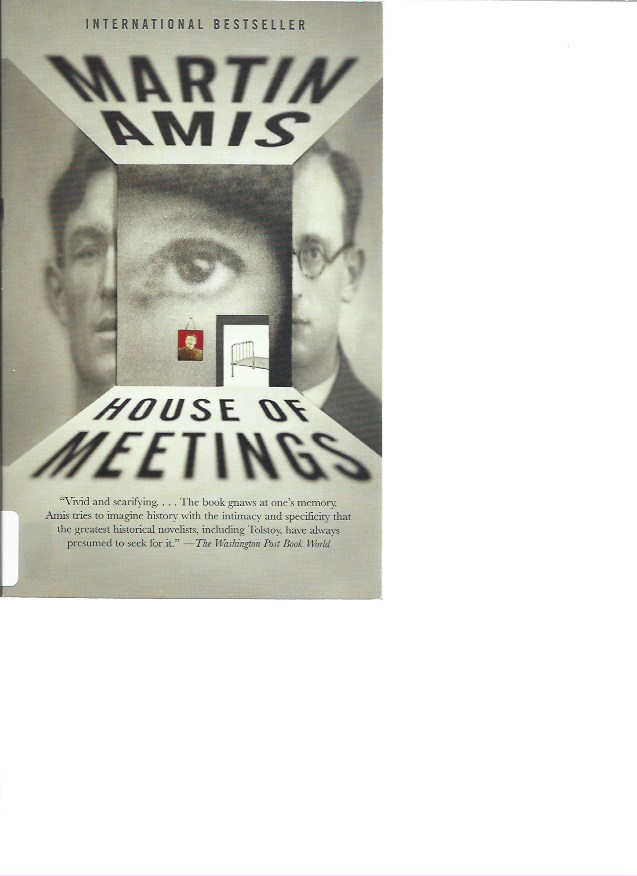 INTERNATIONAL BESTSELLER
MARTIN
AMIS
HOUSE OF
MEETINGS
“Vivid and scarifying. . . . The book gnaws at one’s memory.
Amis tries to imagine history with the intimacy and specificity that
the greatest historical novelists, including Tolstoy, have always
presumed to seek for it.” —The Washington Post Book World